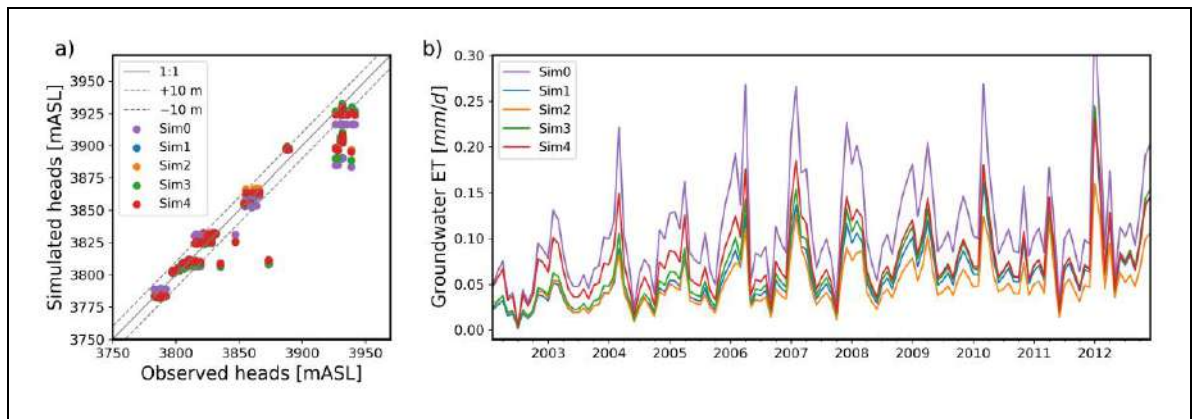 a)
1:1
+10 m
−10 m
Sim0
Sim1
Sim2
Sim3
Sim4
3950
3925
3900
3875
3850
3825
3800
3775
3750
Simulated heads [mASL]
3750 3800 3850 3900 3950
Observed heads [mASL]
b)
Sim0
Sim1
Sim2
Sim3
Sim4
0.30
0.25
0.20
0.15
0.10
0.05
0.00
Groundwater ET [mm/d]
2003 2004 2005 2006 2007 2008 2009 2010 2011 2012